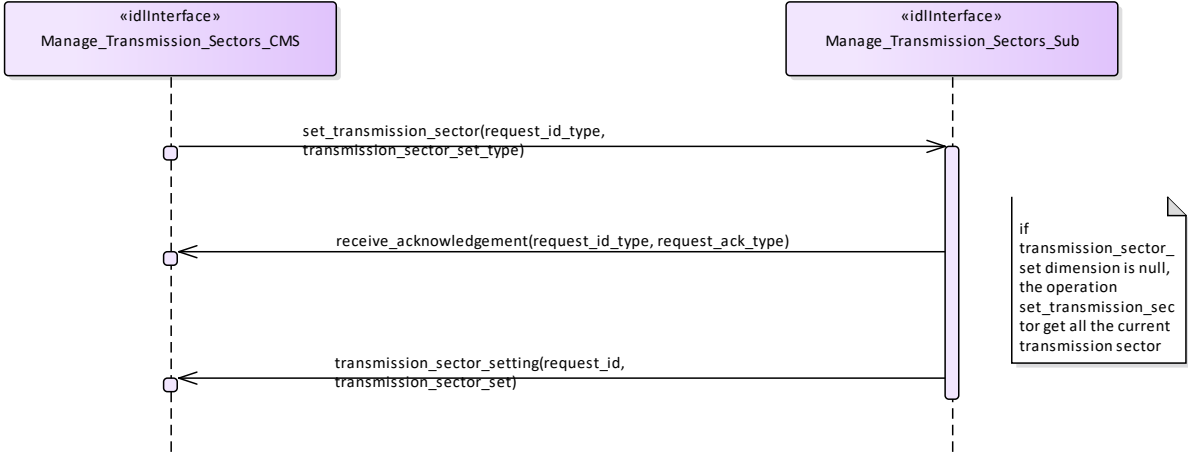 «idlInterface»
Manage_Transmission_Sectors_CMS
«idlInterface»
Manage_Transmission_Sectors_Sub
set_transmission_sector(request_id_type,
transmission_sector_set_type)
receive_acknowledgement(request_id_type, request_ack_type)
if
transmission_sector_
set dimension is null,
the operation
set_transmission_sec
tor get all the current
transmission sector
transmission_sector_setting(request_id,
transmission_sector_set)